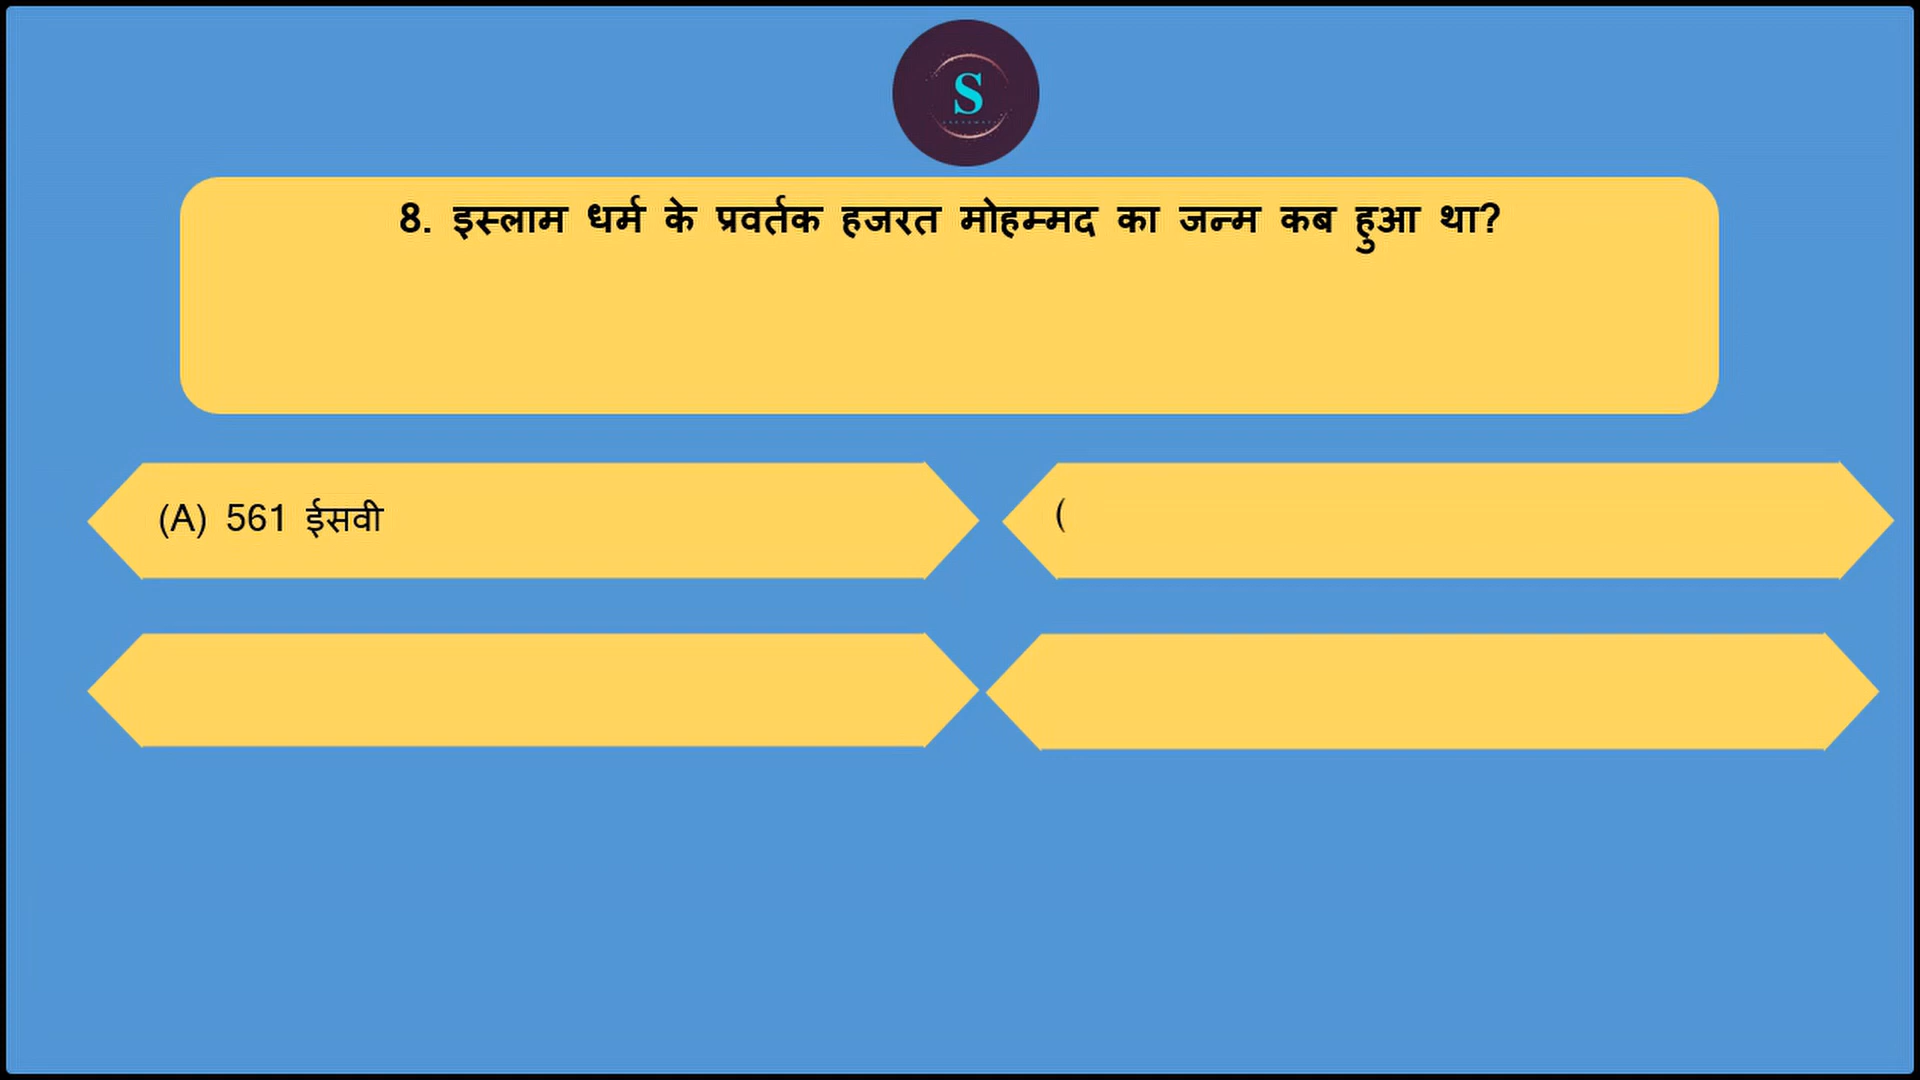 S
8. इस्लाम धर्म के प्रवर्तक हजरत मोहम्मद का जन्म कब हुआ था?
(A) 561 ईसवी
(